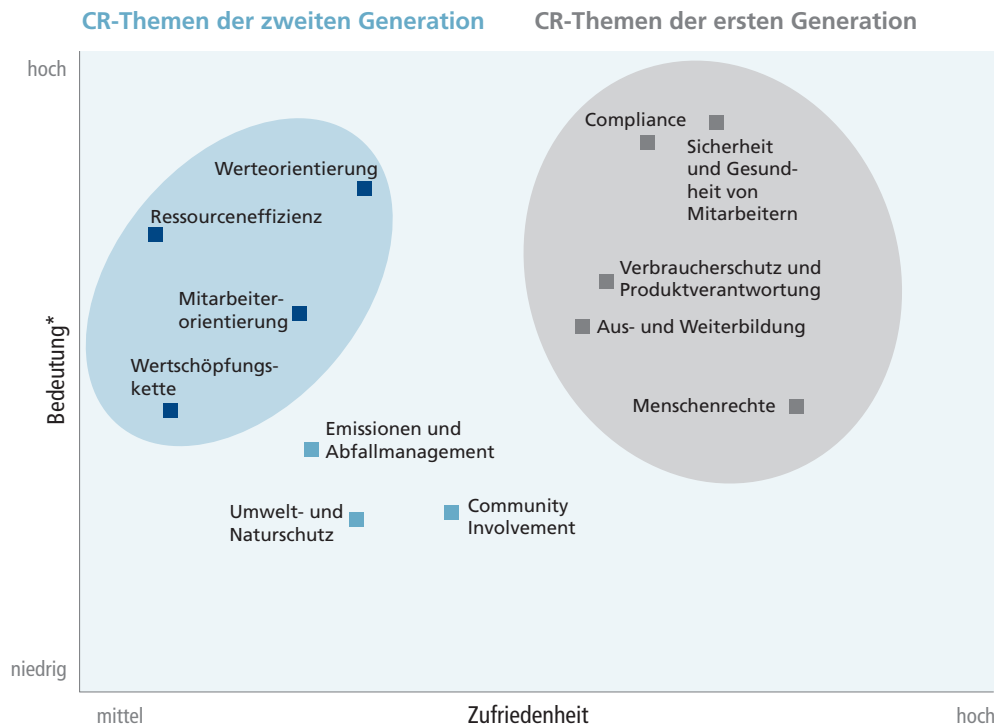 CR-Themen der zweiten Generation
CR-Themen der ersten Generation
hoch
Compliance
Sicherheit
und Gesund-
heit von
Mitarbeitern
Werteorientierung
Ressourceneffizienz
Verbraucherschutz und
Produktverantwortung
Mitarbeiter-
orientierung
Aus- und Weiterbildung
Wertschöpfungs-
kette
Menschenrechte
Bedeutung*
Emissionen und
Abfallmanagement
Umwelt- und
Naturschutz
Community
Involvement
niedrig
mittel
Zufriedenheit
hoch